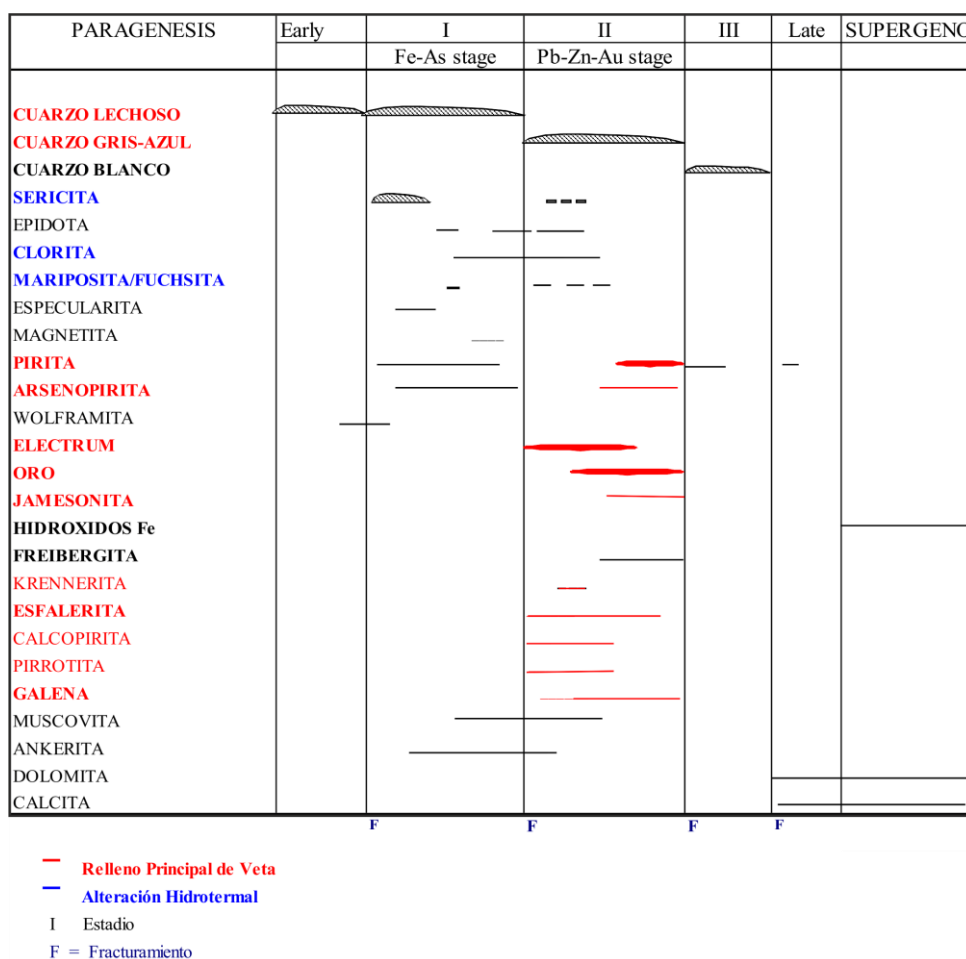 PARAGENESIS Early I II III Late SUPERGENO
Fe-As stage Pb-Zn-Au stage
CUARZO LECHOSO
CUARZO GRIS-AZUL
CUARZO BLANCO
SERICITA
EPIDOTA
CLORITA
MARIPOSITA/FUCHSITA
ESPECULARITA
MAGNETITA
PIRITA
ARSENOPIRITA
WOLFRAMITA
ELECTRUM
ORO
JAMESONITA
HIDROXIDOS Fe
FREIBERGITA
KRENNERITA
ESFALERITA
CALCOPIRITA
PIRROTITA
GALENA
MUSCOVITA
ANKERITA
DOLOMITA
CALCITA
F F F F
Relleno Principal de Veta
Alteración Hidrotermal
I Estadio
F = Fracturamiento